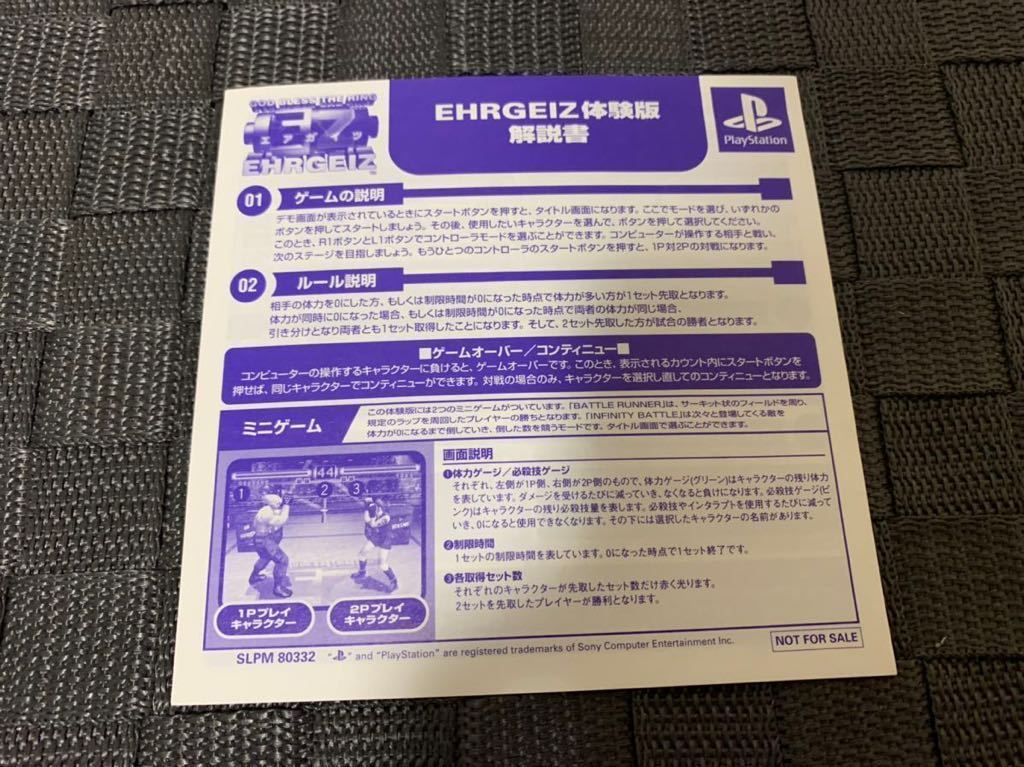 GOD BLESS THE RING
エアガイツ
EHRGEIZ
EHRGEIZ体験版
解説書
PlayStation
01 ゲームの説明
デモ画面が表示されているときにスタートボタンを押すと、タイトル画面になります。ここでモードを選び、いずれかの
ボタンを押してスタートしましょう。その後、使用したいキャラクターを選んで、ボタンを押して選択してください。
このとき、R1ボタンとL1ボタンでコントローラモードを選ぶことができます。コンピューターが操作する相手と戦い、
次のステージを目指しましょう。もうひとつのコントローラのスタートボタンを押すと、1P対2Pの対戦になります。
02 ルール説明
相手の体力を0にした方、もしくは制限時間が0になった時点で体力が多い方が1セット先取となります。
体力が同時に0になった場合、もしくは制限時間が0になった時点で両者の体力が同じ場合、
引き分けとなり両者とも1セット取得したことになります。そして、2セット先取した方が試合の勝者となります。
■ゲームオーバー/コンティニュー■
コンピューターの操作するキャラクターに負けると、ゲームオーバーです。このとき、表示されるカウント内にスタートボタンを
押せば、同じキャラクターでコンティニューができます。対戦の場合のみ、キャラクターを選択し直してのコンティニューとなります。
ミニゲーム
この体験版には2つのミニゲームがついています。「BATTLE RUNNER」は、サーキット状のフィールドを周り、
規定のラップを周回したプレイヤーの勝ちとなります。「INFINITY BATTLE」は次々と登場してくる敵を
体力が0になるまで倒していき、倒した数を競うモードです。タイトル画面で選ぶことができます。
画面説明
❶体力ゲージ/必殺技ゲージ
それぞれ、左側が1P側、右側が2P側のもので、体力ゲージ(グリーン)はキャラクターの残り体力
を表しています。ダメージを受けるたびに減っていき、なくなると負けになります。必殺技ゲージ(ピ
ンク)はキャラクターの残り必殺技量を表します。必殺技やインタラプトを使用するたびに減って
いき、0になると使用できなくなります。その下には選択したキャラクターの名前があります。
❷制限時間
1セットの制限時間を表しています。0になった時点で1セット終了です。
❸各取得セット数
それぞれのキャラクターが先取したセット数だけ赤く光ります。
2セットを先取したプレイヤーが勝利となります。
44
1 2 3
1Pプレイ
キャラクター
2Pプレイ
キャラクター
SLPM 80332
" " and "PlayStation" are registered trademarks of Sony Computer Entertainment Inc.
NOT FOR SALE